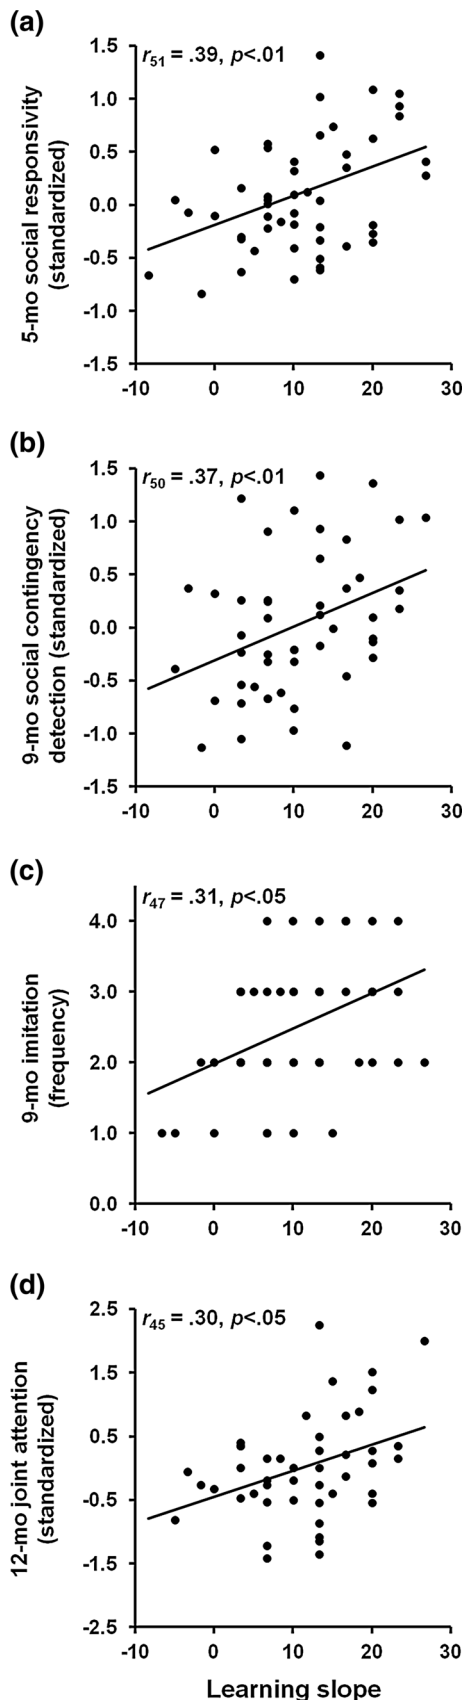 (a)
r51 = .39, p<.01
5-mo social responsivity
(standardized)
1.5
1.0
0.5
0.0
-0.5
-1.0
-1.5
-10 0 10 20 30
(b)
r50 = .37, p<.01
9-mo social contingency
detection (standardized)
1.5
1.0
0.5
0.0
-0.5
-1.0
-1.5
-10 0 10 20 30
(c)
r47 = .31, p<.05
9-mo imitation
(frequency)
4.0
3.0
2.0
1.0
0.0
-10 0 10 20 30
(d)
r45 = .30, p<.05
12-mo joint attention
(standardized)
2.5
1.5
0.5
-0.5
-1.5
-2.5
-10 0 10 20 30
Learning slope